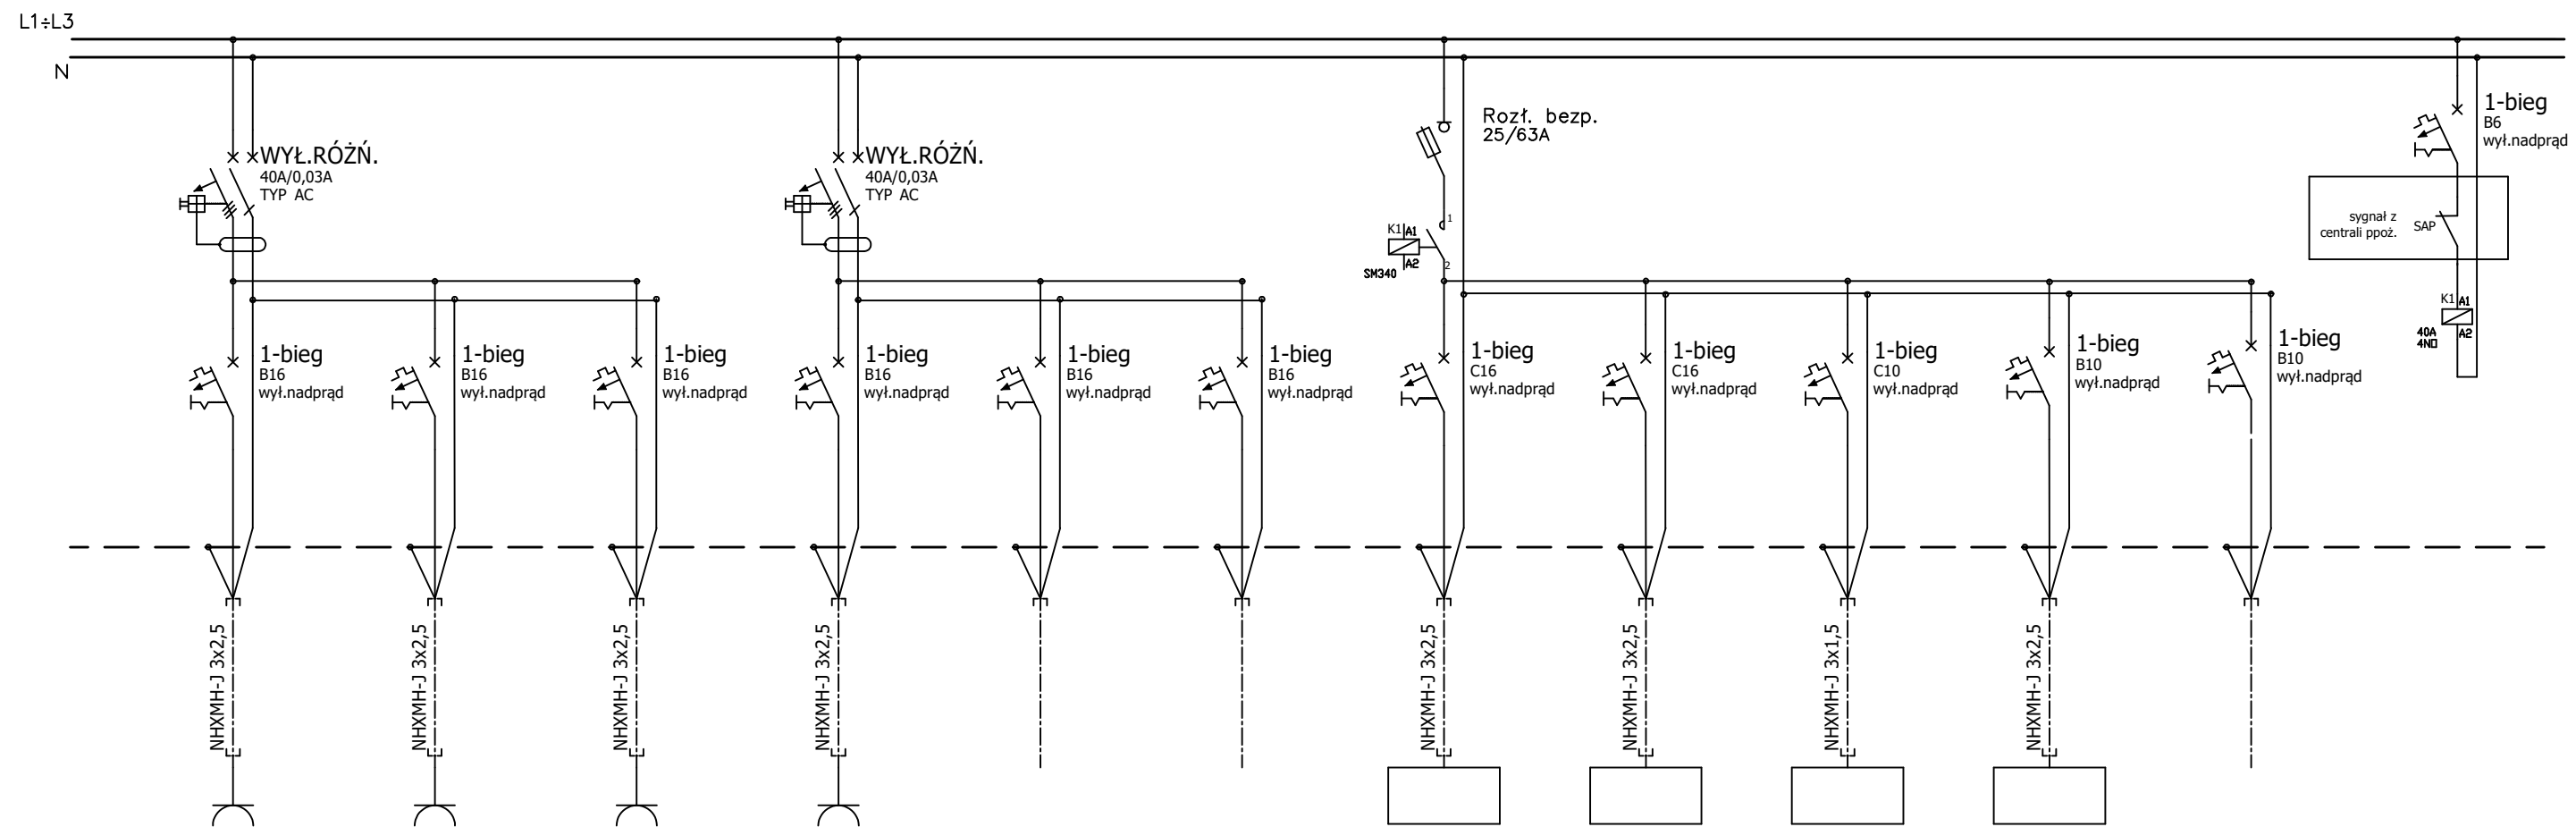 L1÷L3
N
WYŁ.RÓŻŃ.
40A/0,03A
TYP AC
WYŁ.RÓŻŃ.
40A/0,03A
TYP AC
Rozł. bezp.
25/63A
1-bieg
B6
wył.nadprąd
sygnał z
centrali ppoż.
SAP
K1 A1
A2
SM340
1
2
K1 A1
A2
40A
4NO
1-bieg
B16
wył.nadprąd
1-bieg
B16
wył.nadprąd
1-bieg
B16
wył.nadprąd
1-bieg
B16
wył.nadprąd
1-bieg
B16
wył.nadprąd
1-bieg
B16
wył.nadprąd
1-bieg
C16
wył.nadprąd
1-bieg
C16
wył.nadprąd
1-bieg
C10
wył.nadprąd
1-bieg
B10
wył.nadprąd
1-bieg
B10
wył.nadprąd
NHXMH-J 3x2,5
NHXMH-J 3x2,5
NHXMH-J 3x2,5
NHXMH-J 3x2,5
NHXMH-J 3x2,5
NHXMH-J 3x2,5
NHXMH-J 3x1,5
NHXMH-J 3x2,5